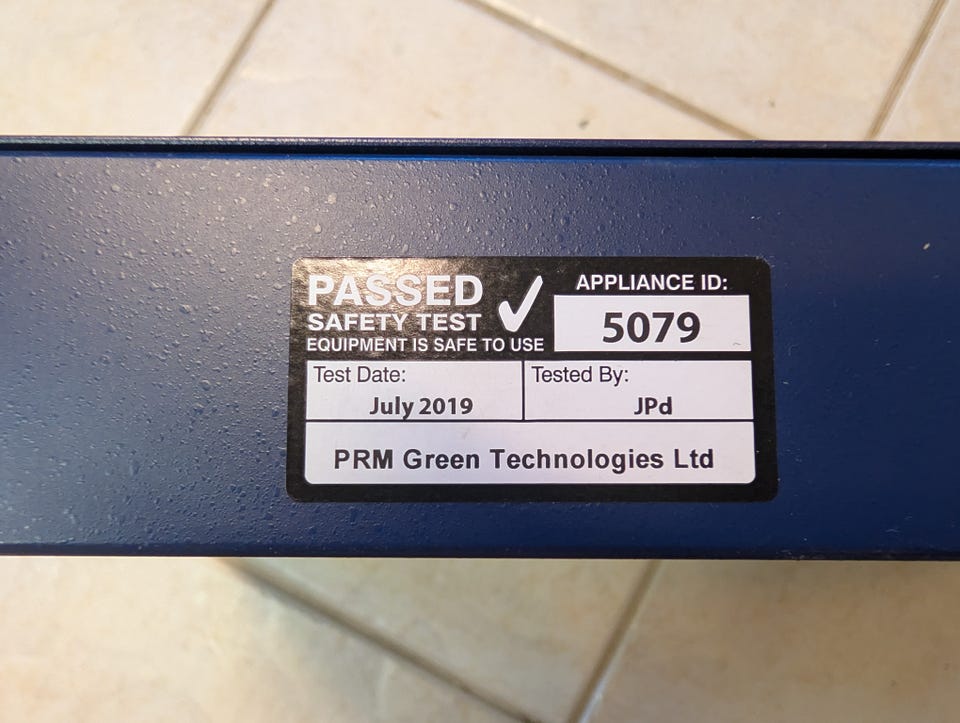 PASSED
SAFETY TEST
EQUIPMENT IS SAFE TO USE
APPLIANCE ID:
5079
Test Date:
July 2019
Tested By:
JPd
PRM Green Technologies Ltd